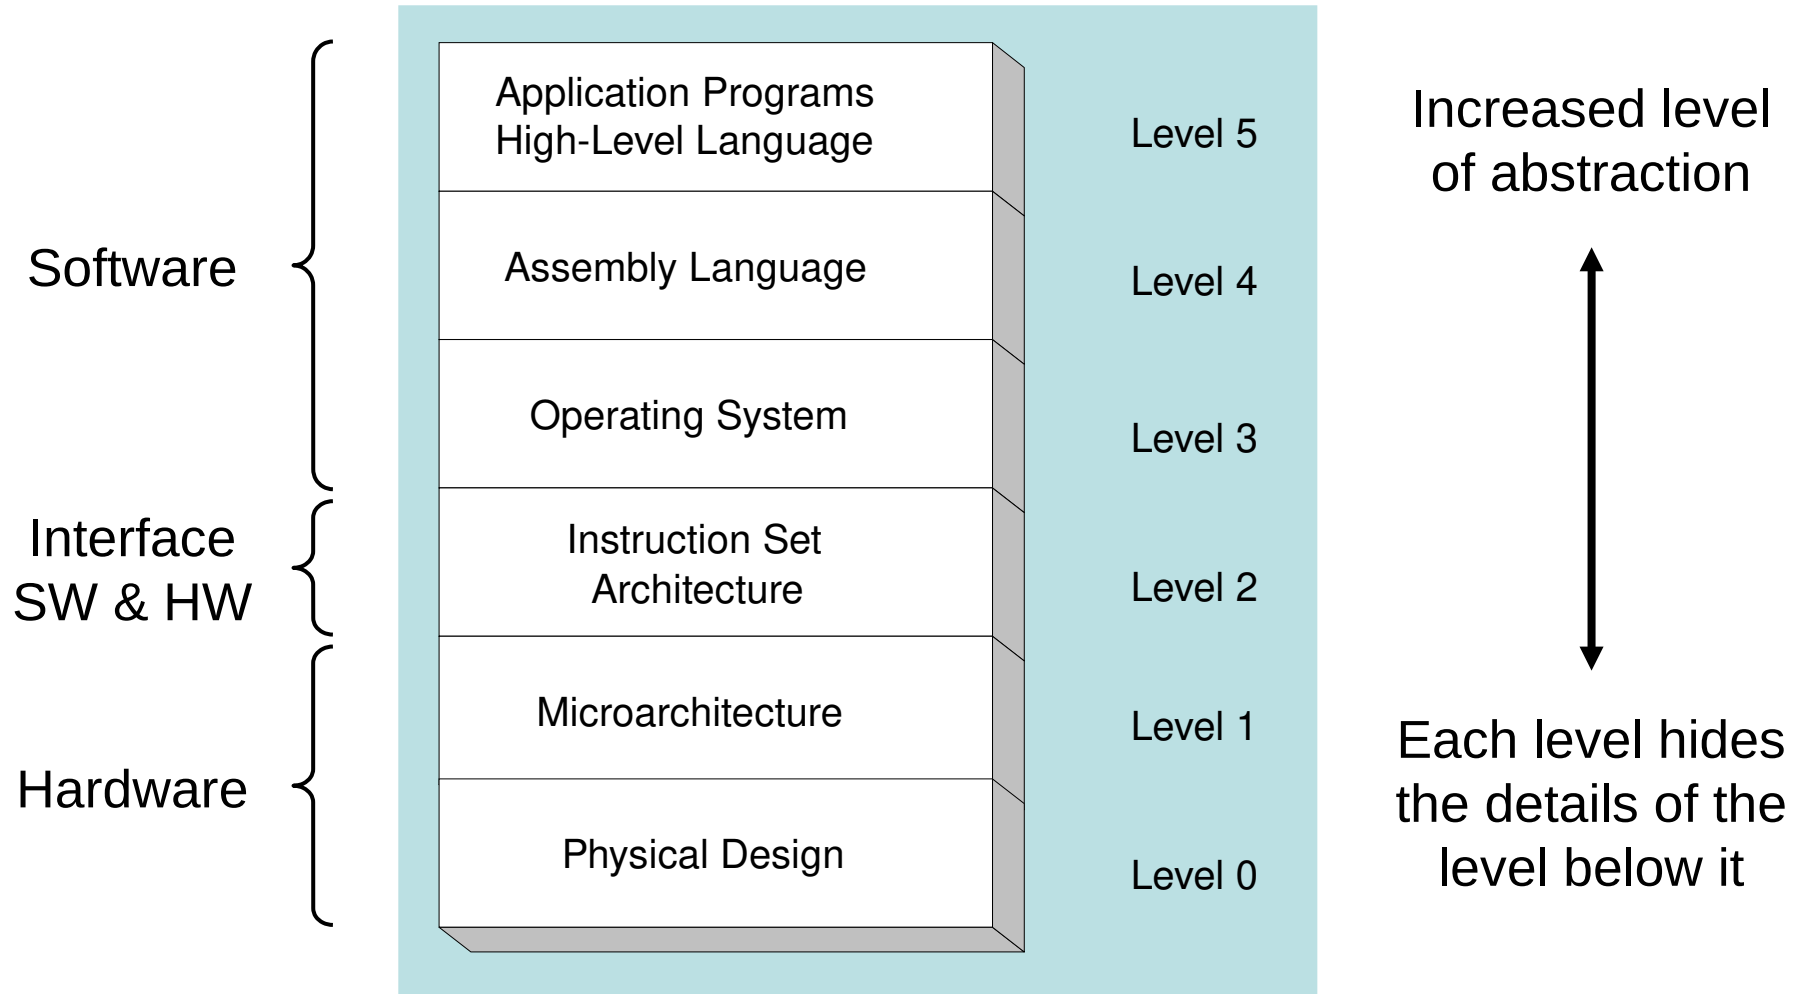 Software
Interface
SW & HW
Hardware
Application Programs
High-Level Language
Assembly Language
Operating System
Instruction Set
Architecture
Microarchitecture
Physical Design
Level 5
Level 4
Level 3
Level 2
Level 1
Level 0
Increased level
of abstraction
Each level hides
the details of the
level below it